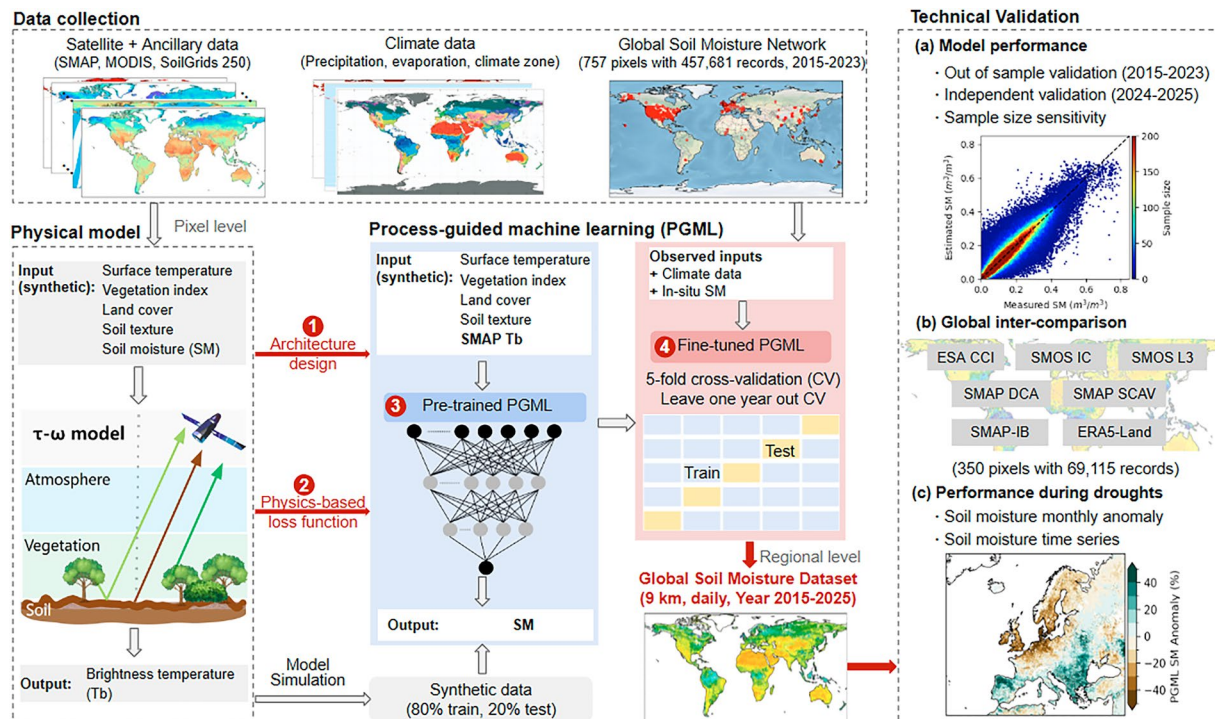 Data collection
Satellite + Ancillary data
(SMAP, MODIS, SoilGrids 250)
Climate data
(Precipitation, evaporation, climate zone)
Global Soil Moisture Network
(757 pixels with 457,681 records, 2015-2023)
Pixel level
Physical model
Input
(synthetic):
Surface temperature
Vegetation index
Land cover
Soil texture
Soil moisture (SM)
τ-ω model
Atmosphere
Vegetation
Soil
Output:
Brightness temperature
(Tb)
1
Architecture
design
2
Physics-based
loss function
Model
Simulation
Process-guided machine learning (PGML)
Input
(synthetic):
Surface temperature
Vegetation index
Land cover
Soil texture
SMAP Tb
3 Pre-trained PGML
Output: SM
Synthetic data
(80% train, 20% test)
Observed inputs
+ Climate data
+ In-situ SM
4 Fine-tuned PGML
5-fold cross-validation (CV)
Leave one year out CV
Test
Train
Regional level
Global Soil Moisture Dataset
(9 km, daily, Year 2015-2025)
Technical Validation
(a) Model performance
· Out of sample validation (2015-2023)
· Independent validation (2024-2025)
· Sample size sensitivity
Estimated SM (m³/m³)
0.8
0.6
0.4
0.2
0.0
0.0 0.2 0.4 0.6 0.8
Measured SM (m³/m³)
200
150
100
50
0
Sample size
(b) Global inter-comparison
ESA CCI SMOS IC SMOS L3
SMAP DCA SMAP SCAV
SMAP-IB ERA5-Land
(350 pixels with 69,115 records)
(c) Performance during droughts
· Soil moisture monthly anomaly
· Soil moisture time series
40
20
0
−20
−40
PGML SM Anomaly (%)